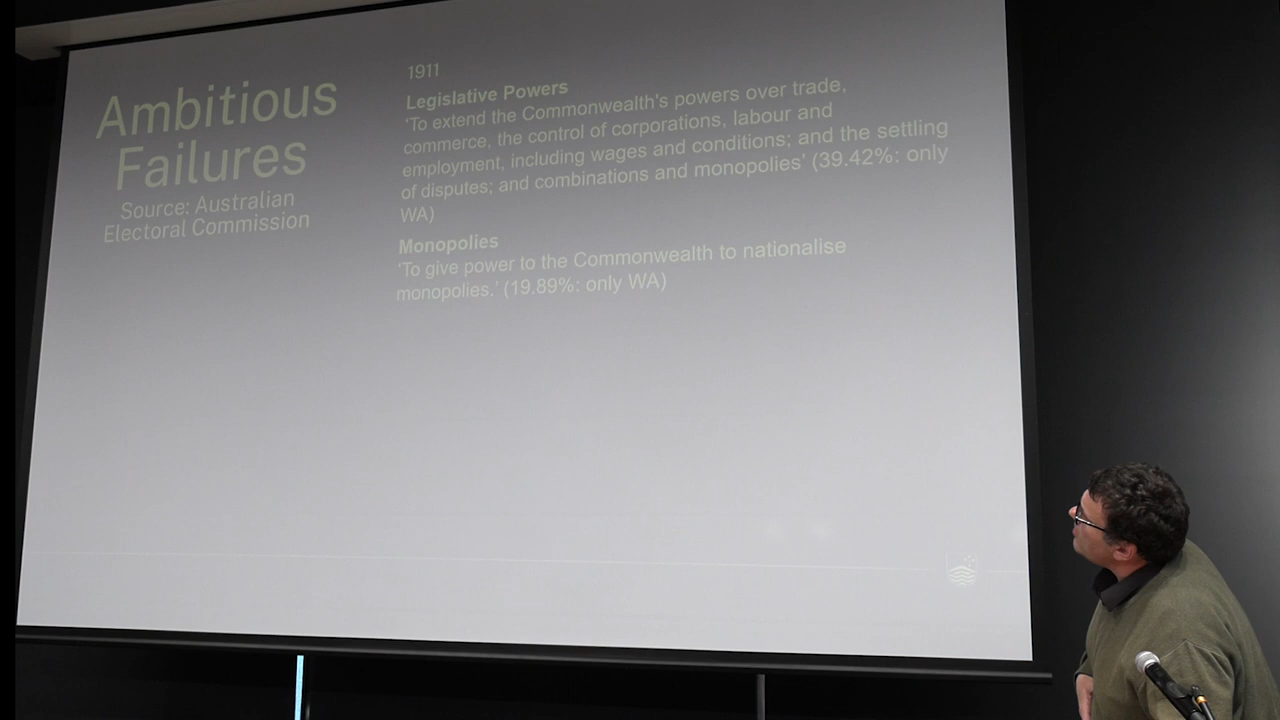 Ambitious
Failures
Source: Australian
Electoral Commission
1911
Legislative Powers
'To extend the Commonwealth's powers over trade,
commerce, the control of corporations, labour and
employment, including wages and conditions; and the settling
of disputes; and combinations and monopolies' (39.42%: only
WA)
Monopolies
'To give power to the Commonwealth to nationalise
monopolies.' (19.89%: only WA)